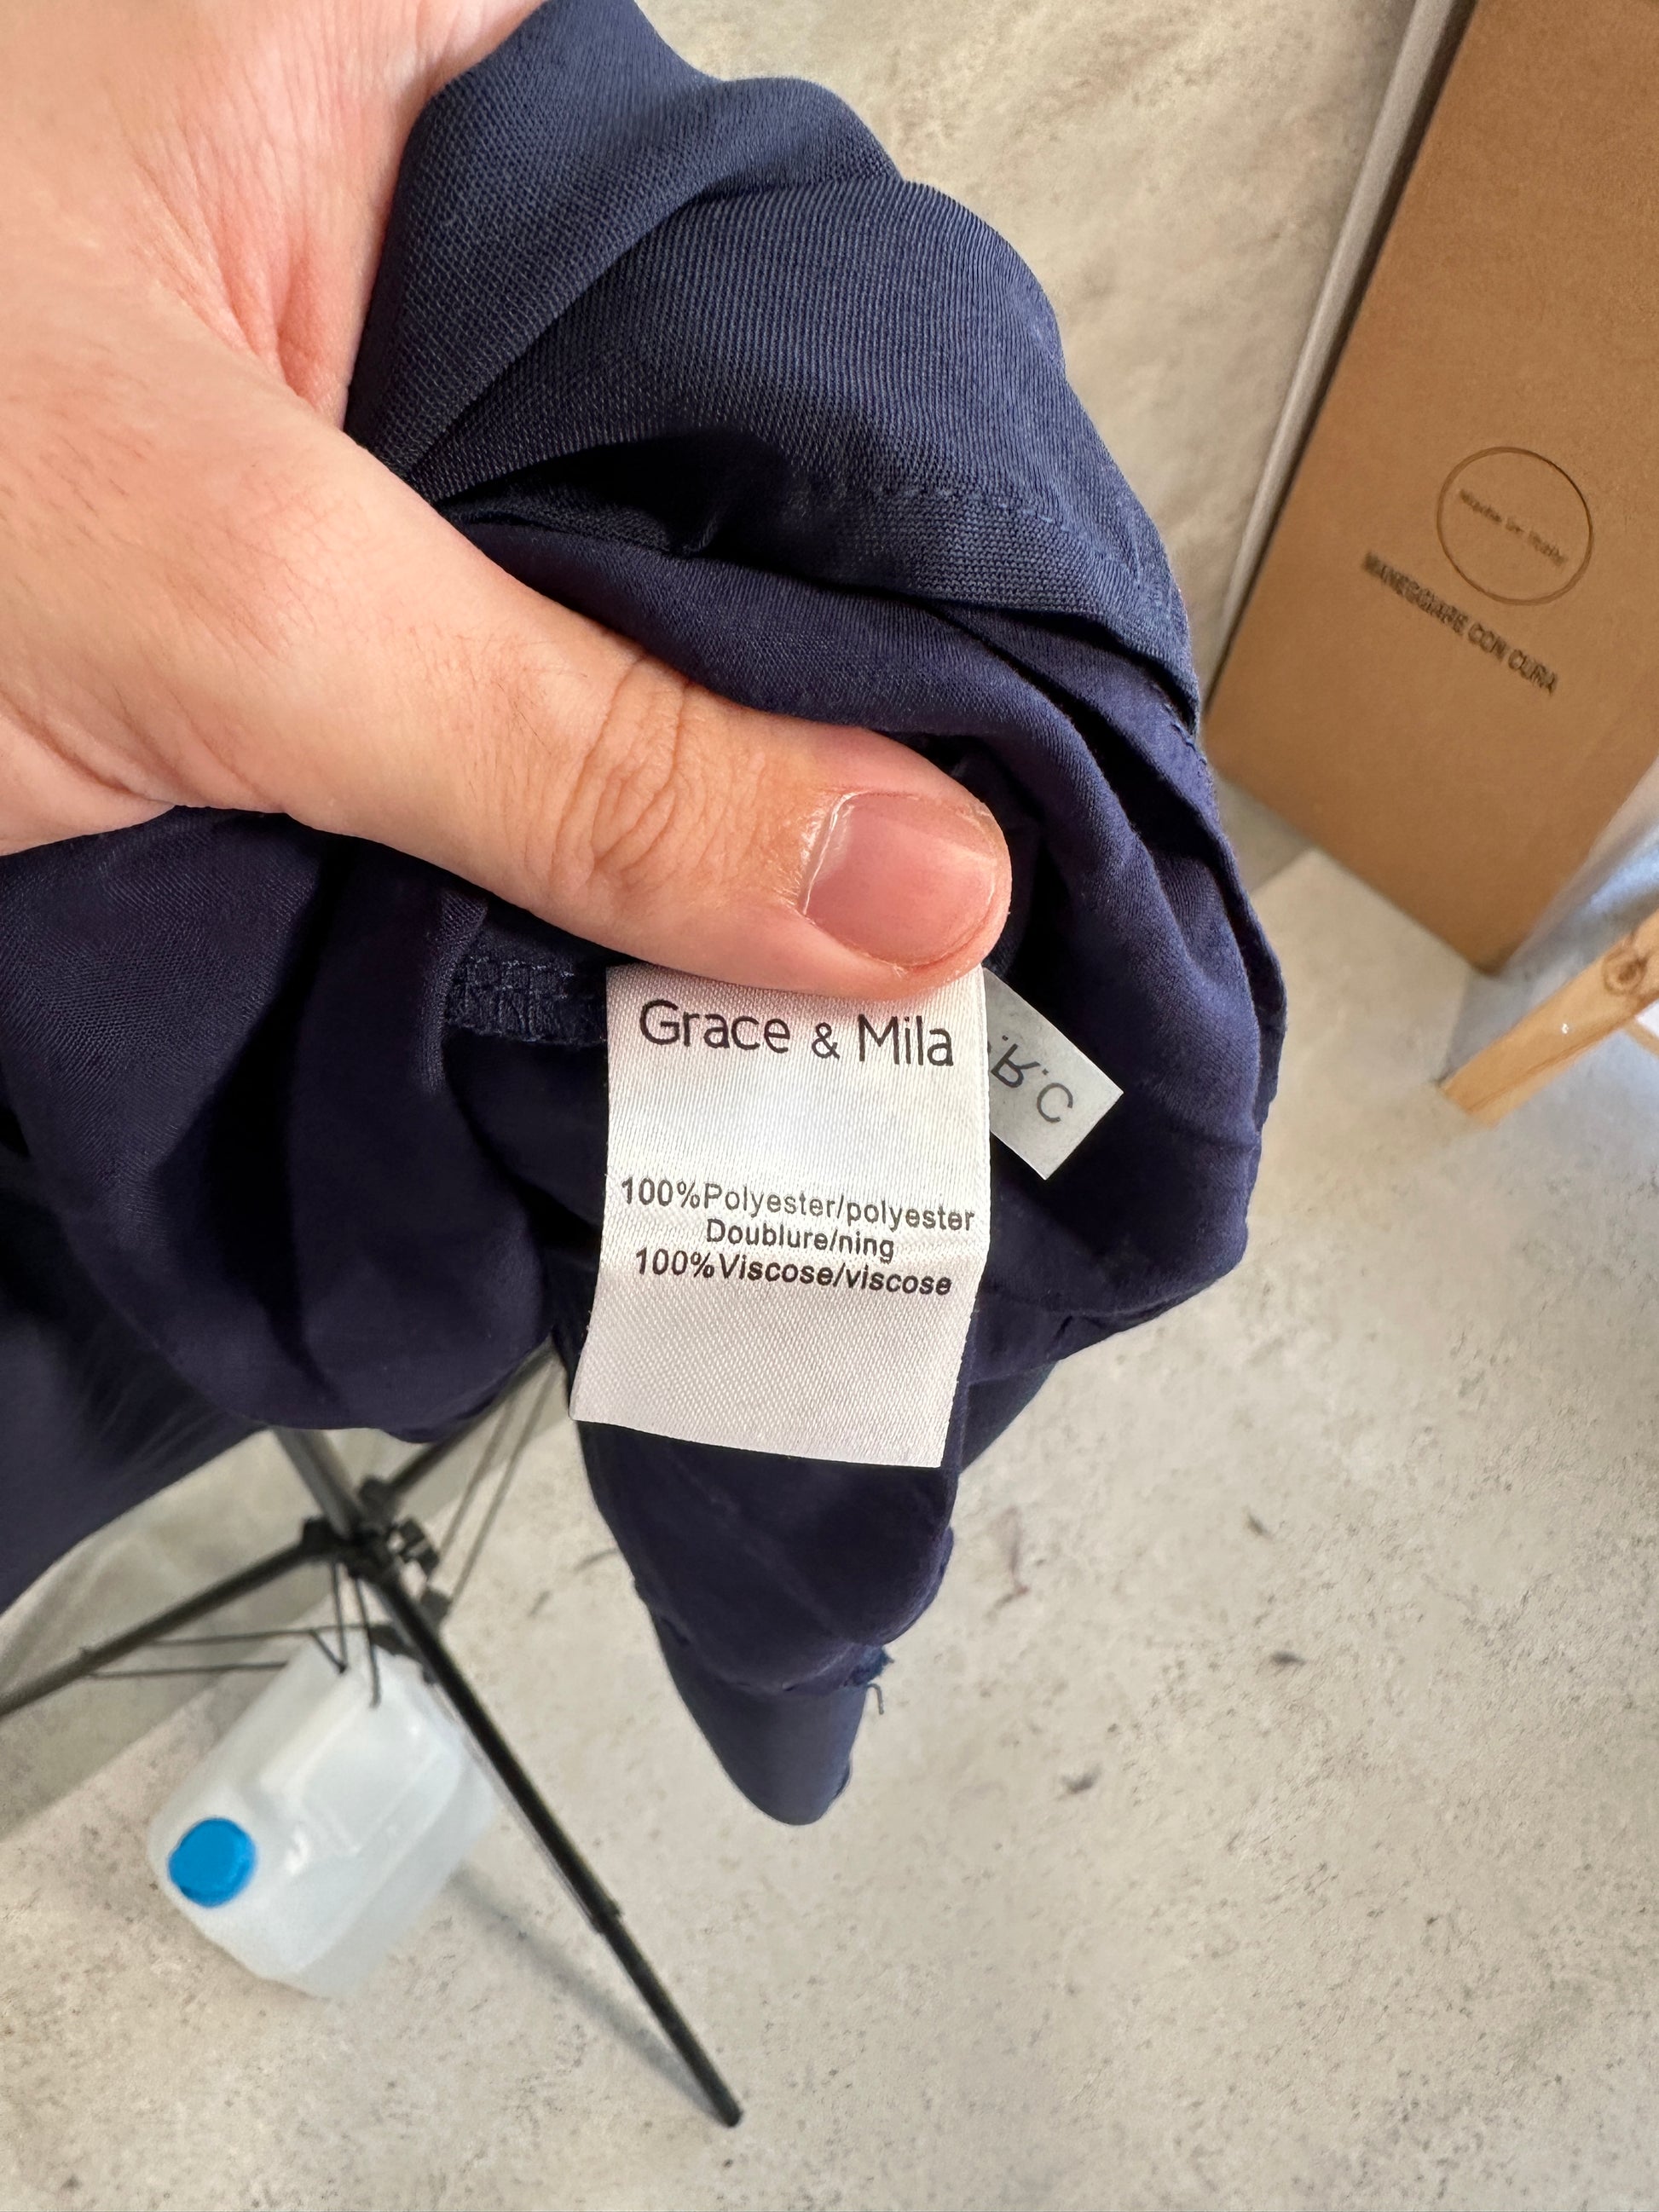 Grace & Mila
100%Polyester/polyester
Doublure/ning
100%Viscose/viscose
.R.C
MANEGGIARE CON CURA